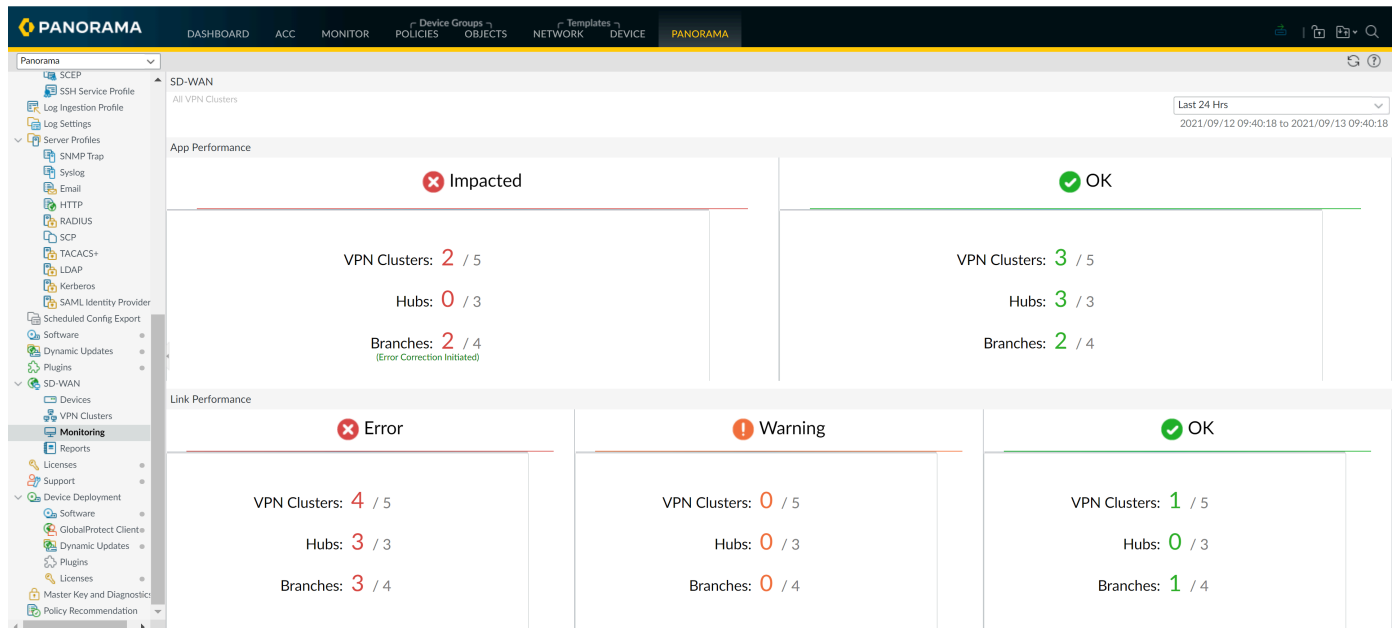 PANORAMA
Device Groups
Templates
DASHBOARD ACC MONITOR POLICIES OBJECTS NETWORK DEVICE PANORAMA
Panorama
SCEP
SSH Service Profile
Log Ingestion Profile
Log Settings
Server Profiles
SNMP Trap
Syslog
Email
HTTP
RADIUS
SCP
TACACS+
LDAP
Kerberos
SAML Identity Provider
Scheduled Config Export
Software
Dynamic Updates
Plugins
SD-WAN
Devices
VPN Clusters
Monitoring
Reports
Licenses
Support
Device Deployment
Software
GlobalProtect Client
Dynamic Updates
Plugins
Licenses
Master Key and Diagnostics
Policy Recommendation
SD-WAN
All VPN Clusters
Last 24 Hrs
2021/09/12 09:40:18 to 2021/09/13 09:40:18
App Performance
Impacted
VPN Clusters: 2 / 5
Hubs: 0 / 3
Branches: 2 / 4
(Error Correction Initiated)
OK
VPN Clusters: 3 / 5
Hubs: 3 / 3
Branches: 2 / 4
Link Performance
Error
VPN Clusters: 4 / 5
Hubs: 3 / 3
Branches: 3 / 4
Warning
VPN Clusters: 0 / 5
Hubs: 0 / 3
Branches: 0 / 4
OK
VPN Clusters: 1 / 5
Hubs: 0 / 3
Branches: 1 / 4